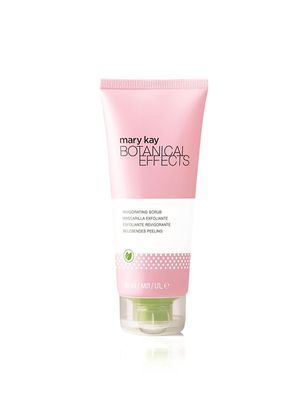 mary kay
BOTANICAL
EFFECTS
INVIGORATING SCRUB
MASCARILLA EXFOLIANTE
EXFOLIANTE REVIGORANTE
BELEBENDES PEELING